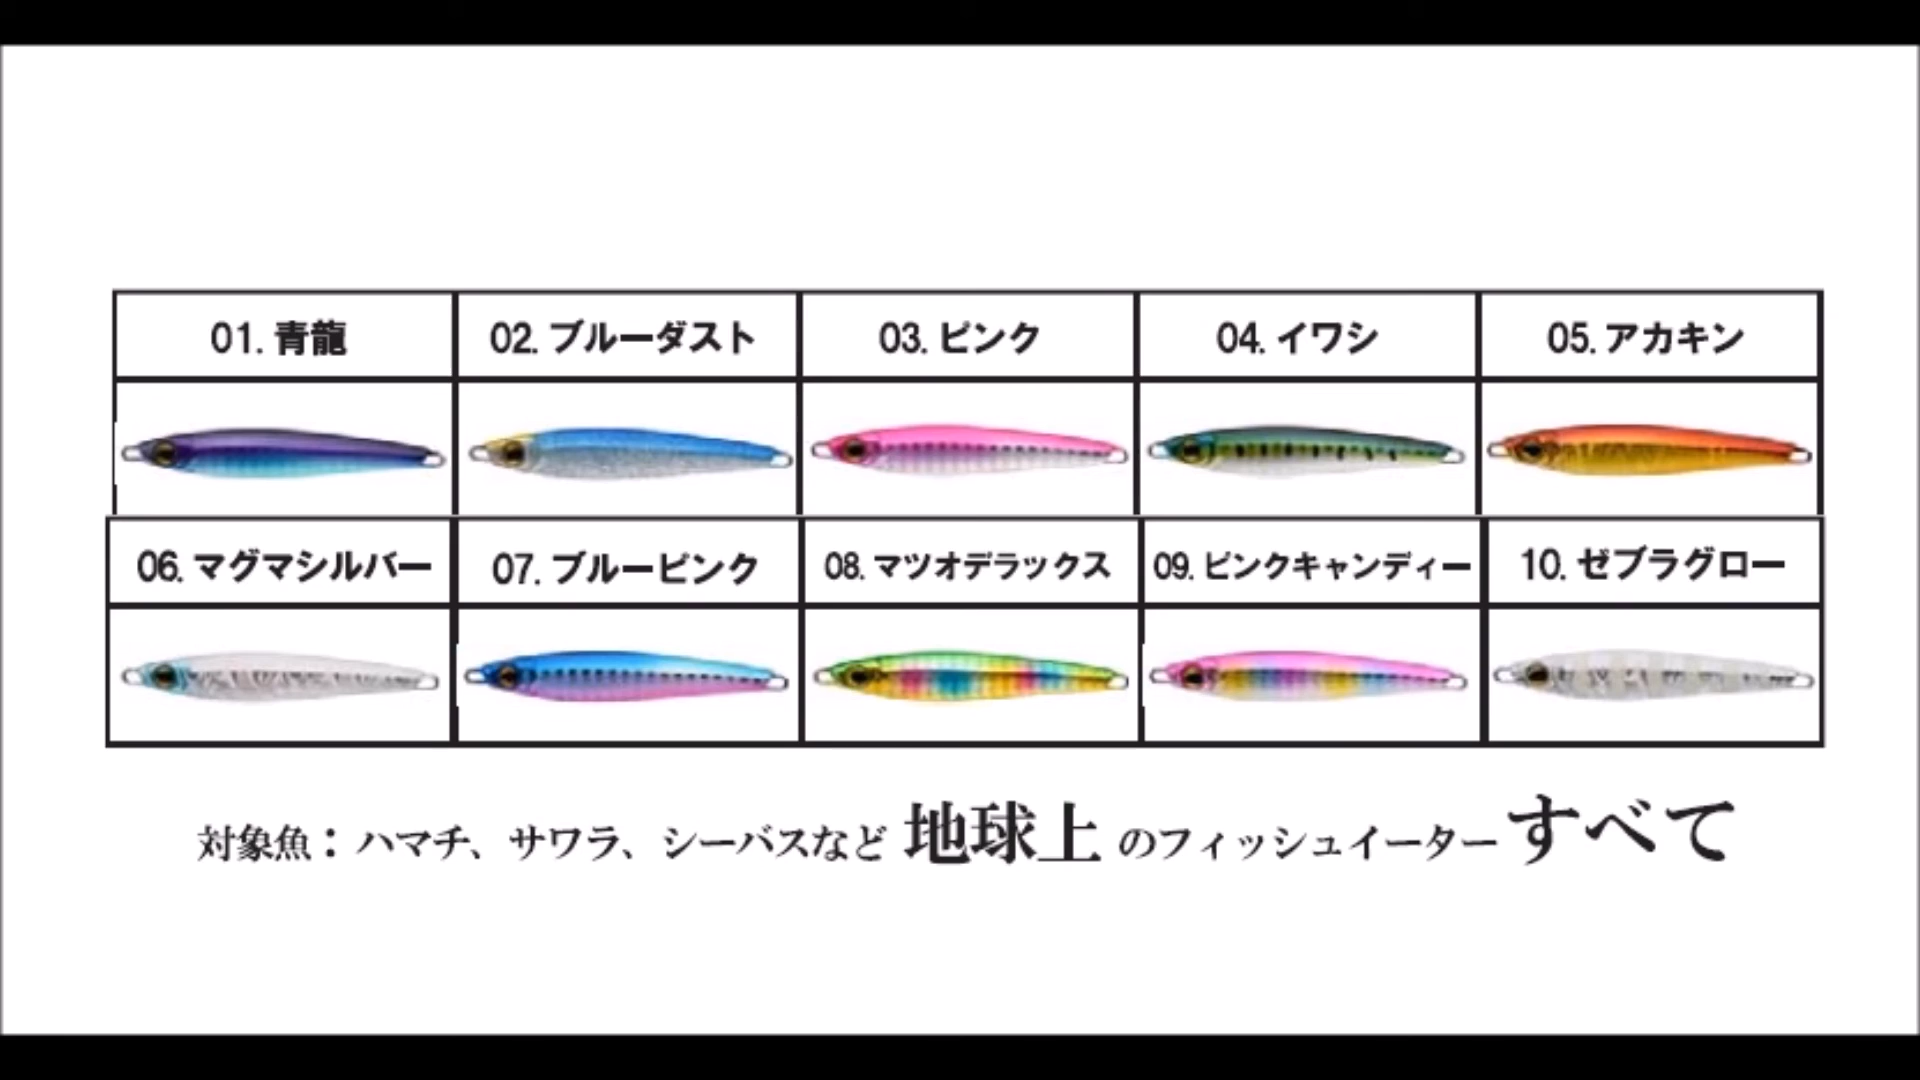 01. 青龍
02. ブルーダスト
03. ピンク
04. イワシ
05. アカキン
06. マグマシルバー
07. ブルーピンク
08. マツオデラックス
09. ピンクキャンディー
10. ゼブラグロー
対象魚：ハマチ、サワラ、シーバスなど 地球上 のフィッシュイーター すべて